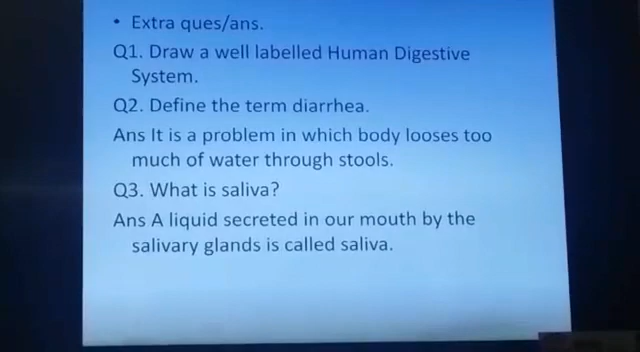 • Extra ques/ans.
Q1. Draw a well labelled Human Digestive
System.
Q2. Define the term diarrhea.
Ans It is a problem in which body looses too
much of water through stools.
Q3. What is saliva?
Ans A liquid secreted in our mouth by the
salivary glands is called saliva.